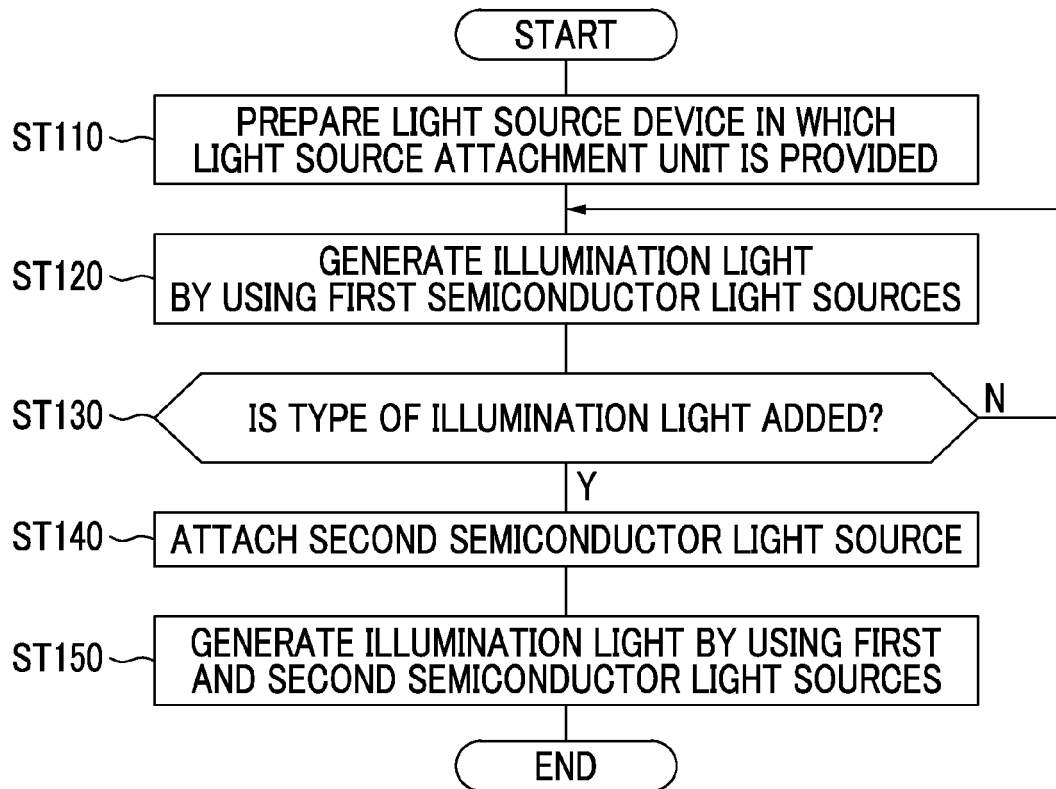 START
ST110
PREPARE LIGHT SOURCE DEVICE IN WHICH
LIGHT SOURCE ATTACHMENT UNIT IS PROVIDED
ST120
GENERATE ILLUMINATION LIGHT
BY USING FIRST SEMICONDUCTOR LIGHT SOURCES
ST130
IS TYPE OF ILLUMINATION LIGHT ADDED?
N
Y
ST140
ATTACH SECOND SEMICONDUCTOR LIGHT SOURCE
ST150
GENERATE ILLUMINATION LIGHT BY USING FIRST
AND SECOND SEMICONDUCTOR LIGHT SOURCES
END